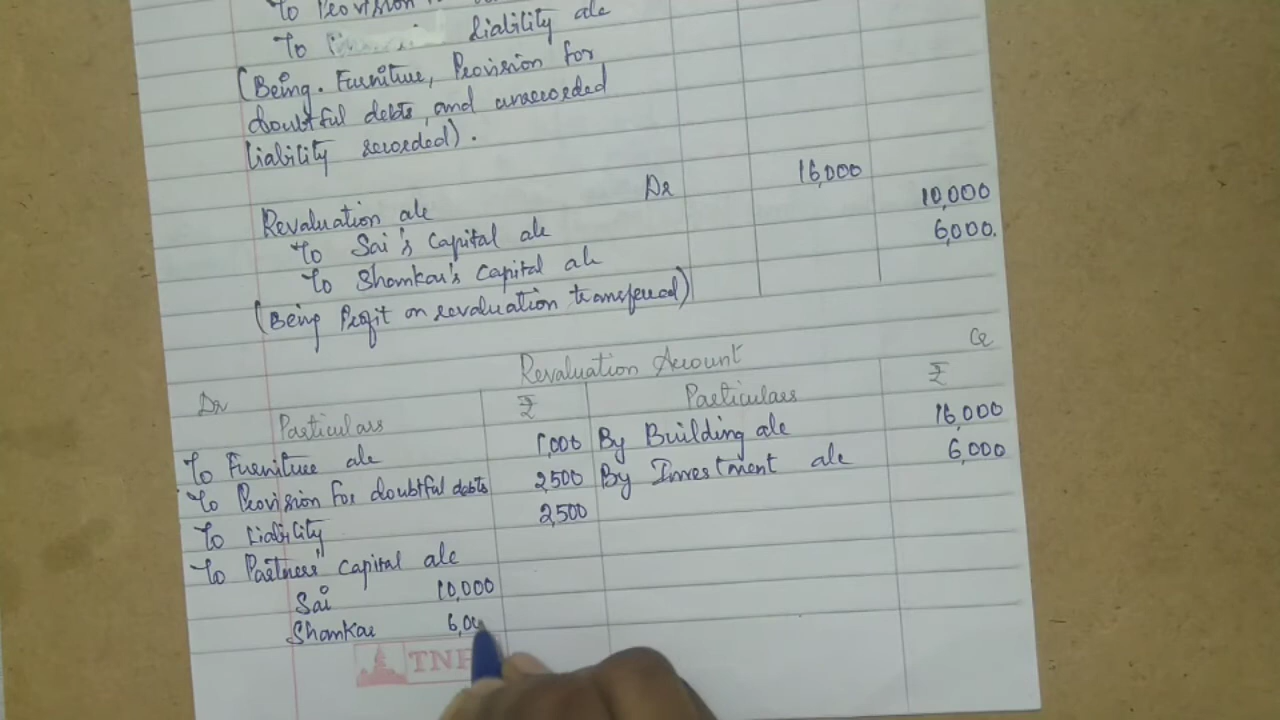 To Provision
To Liability a/c
(Being. Furniture, Provision for
doubtful debts, and unrecorded
liability recorded).
Revaluation a/c Dr 16,000
To Sai's Capital a/c 10,000
To Shankar's Capital a/c 6,000.
(Being Profit on revaluation transferred)
Revaluation Account
Dr Cr
Particulars ₹ Particulars ₹
To Furniture a/c 1,000 By Building a/c 16,000
To Provision for doubtful debts 2,500 By Investment a/c 6,000
To Liability 2,500
To Partners' Capital a/c
Sai 10,000
Shankar